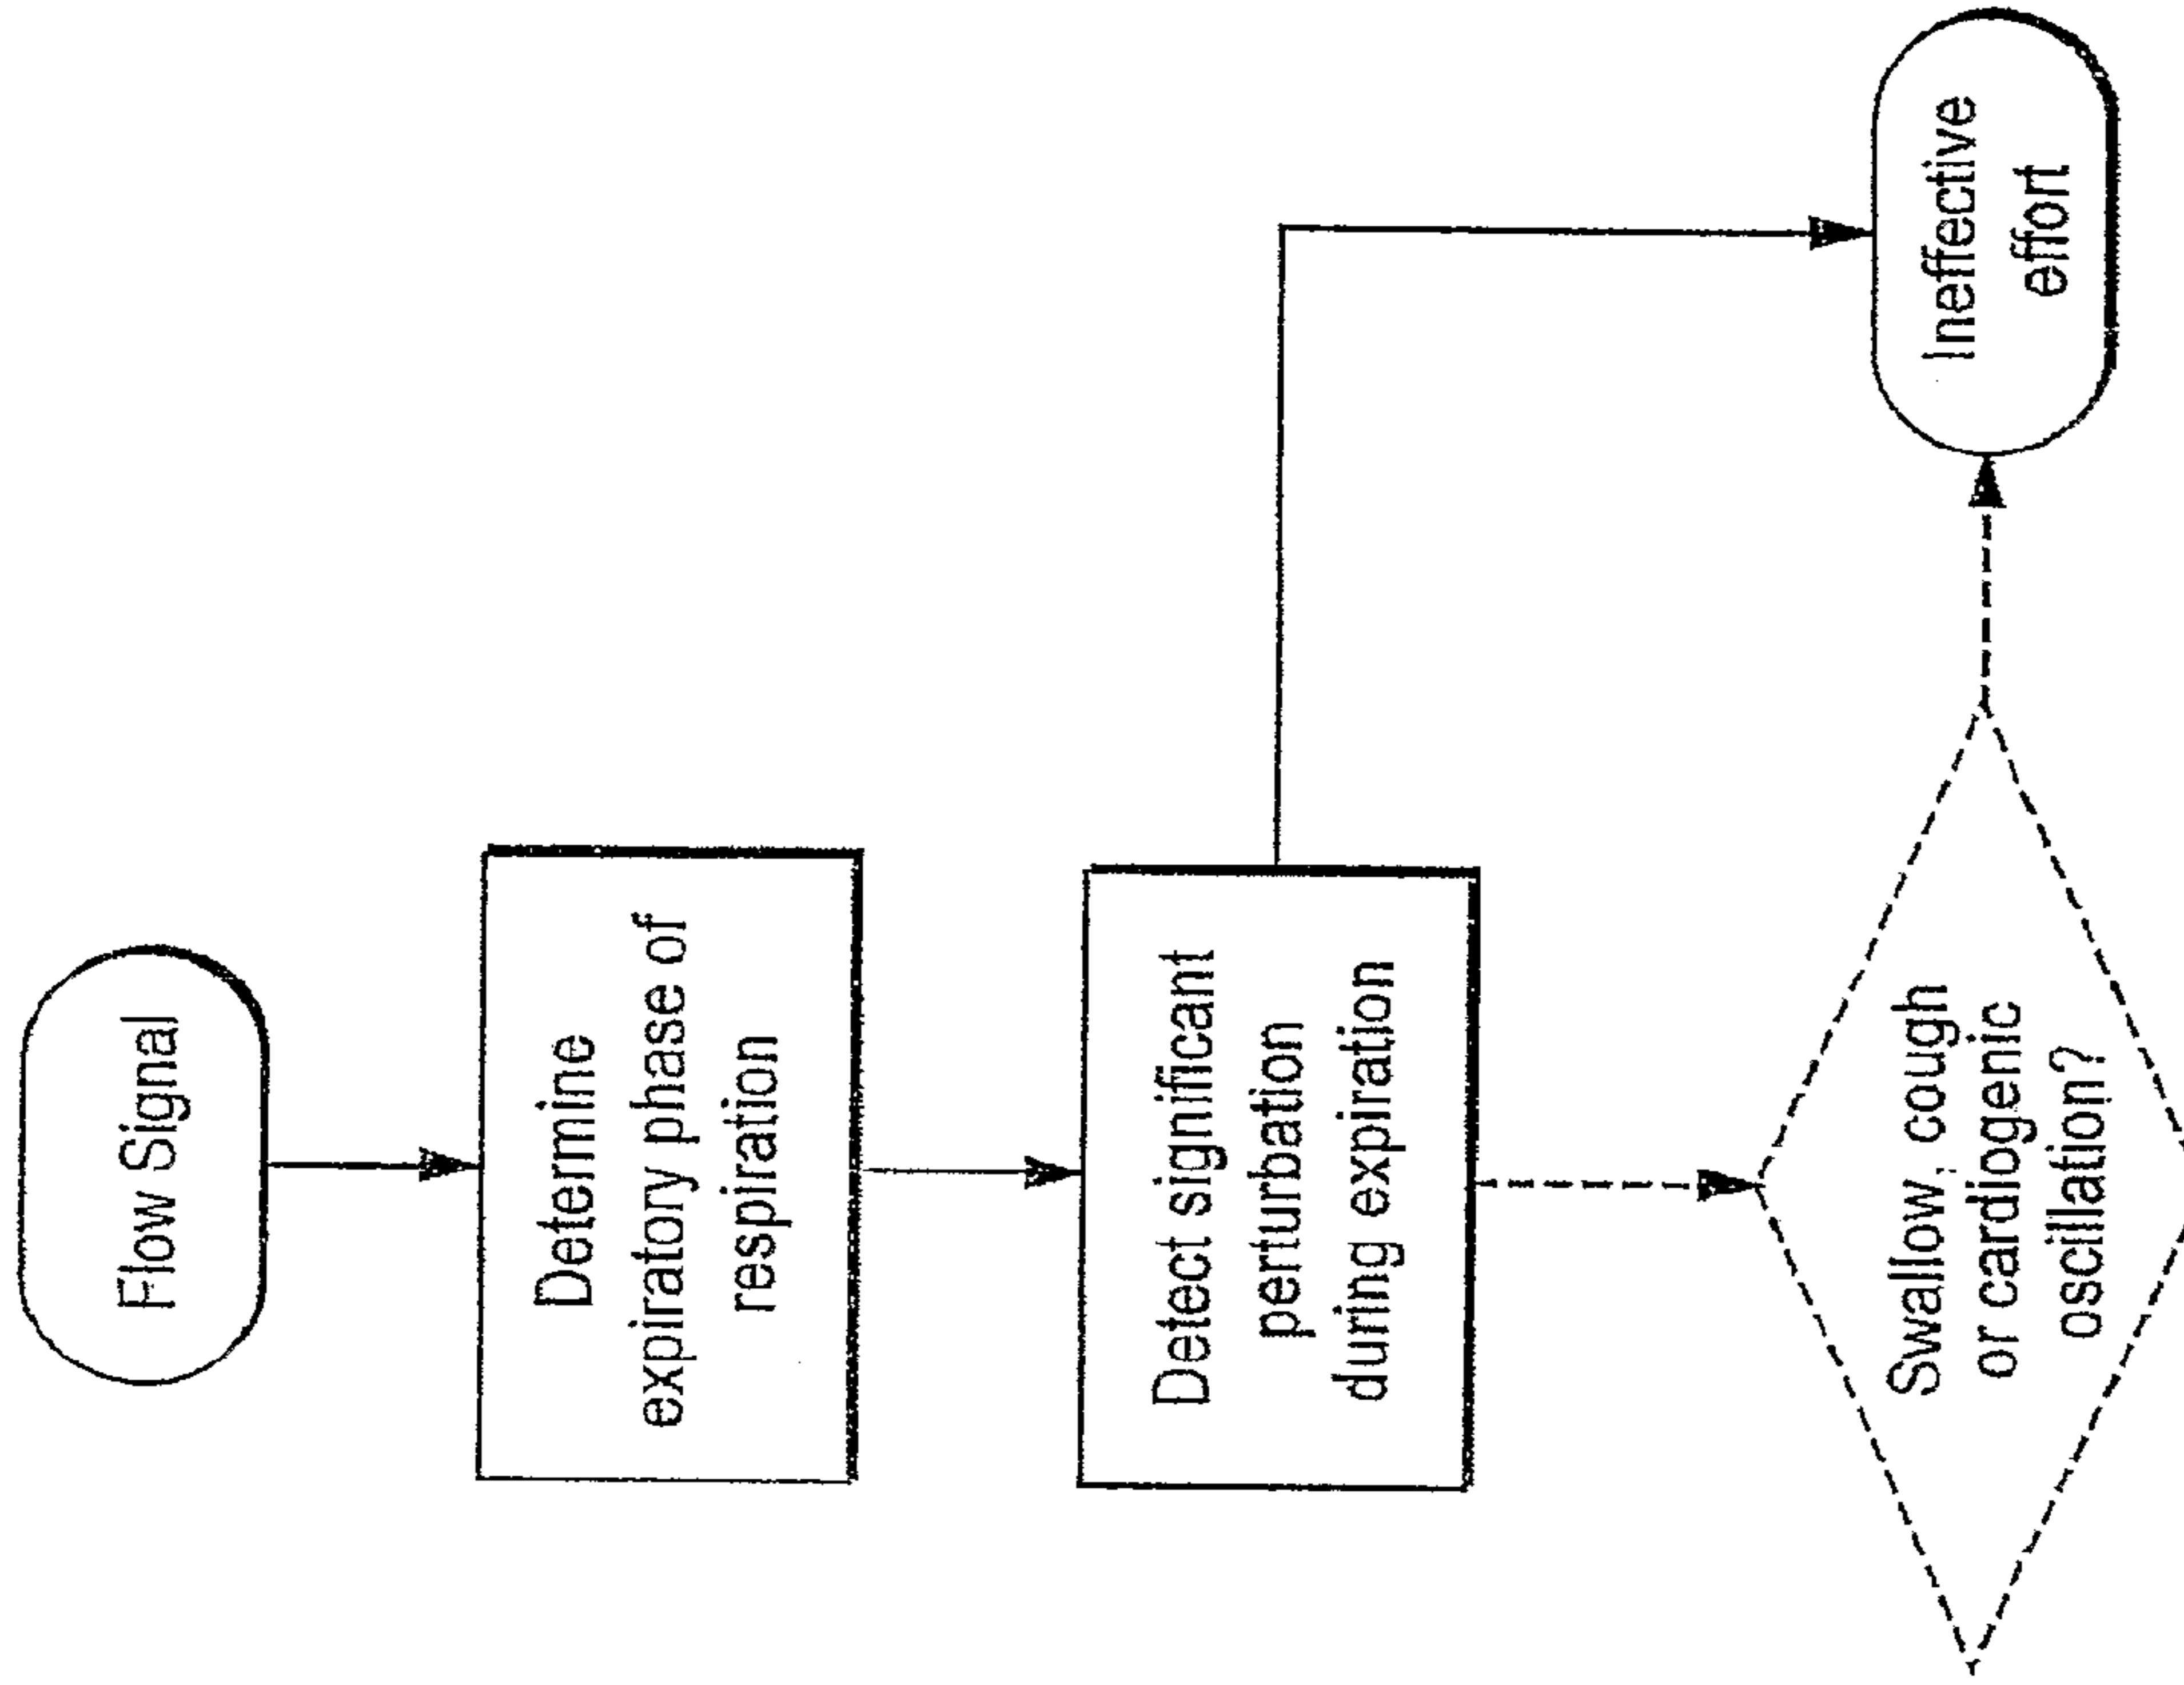 Flow Signal
Determine
expiratory phase of
respiration
Detect significant
perturbation
during expiration
Swallow, cough
or cardiogenic
oscillation?
Ineffective
effort